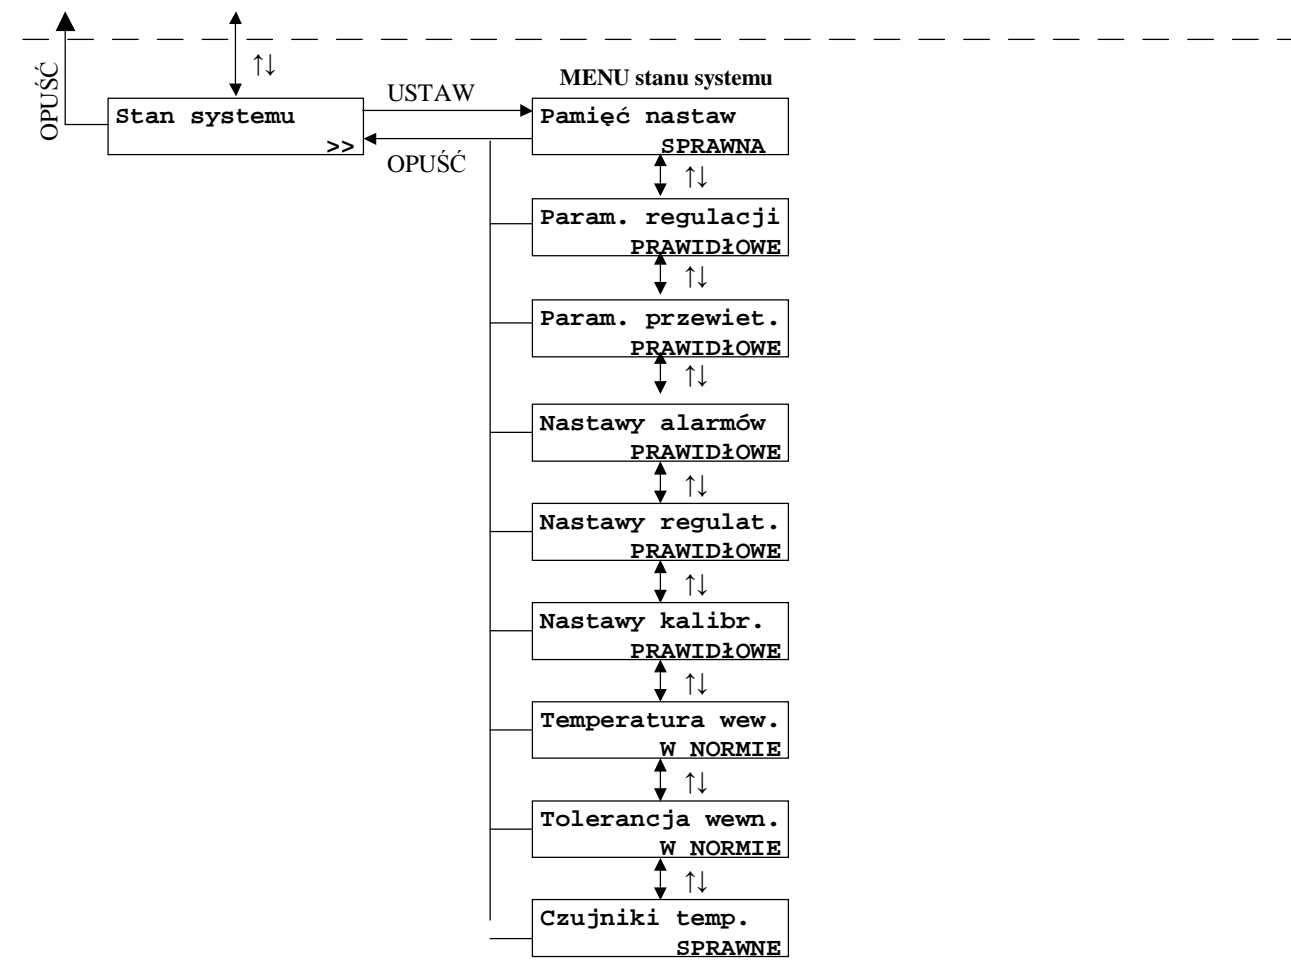 ↑↓
OPUŚĆ
MENU stanu systemu
Stan systemu
>>
USTAW
OPUŚĆ
Pamięć nastaw
SPRAWNA
↑↓
Param. regulacji
PRAWIDłOWE
↑↓
Param. przewiet.
PRAWIDłOWE
↑↓
Nastawy alarmów
PRAWIDłOWE
↑↓
Nastawy regulat.
PRAWIDłOWE
↑↓
Nastawy kalibr.
PRAWIDłOWE
↑↓
Temperatura wew.
W NORMIE
↑↓
Tolerancja wewn.
W NORMIE
↑↓
Czujniki temp.
SPRAWNE